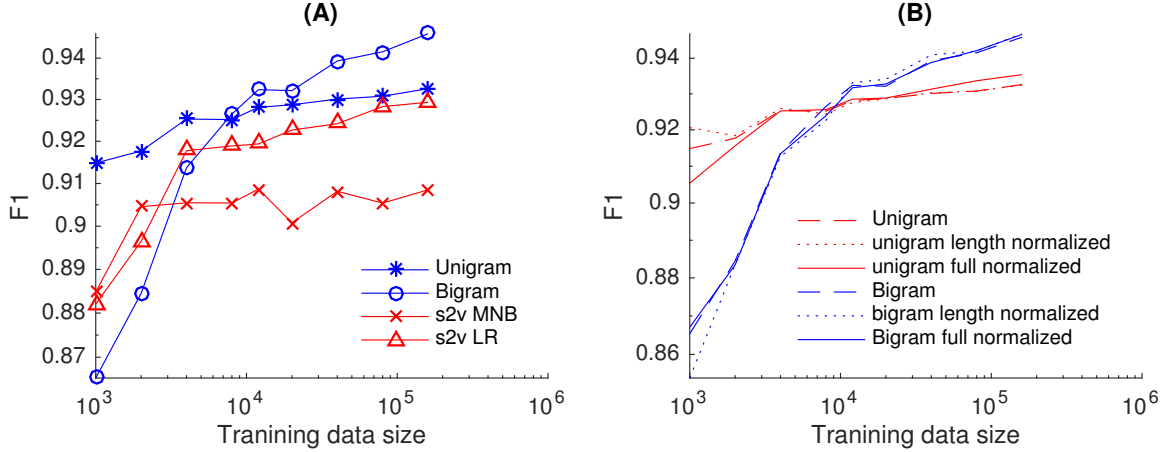 (A)
0.94
0.93
0.92
0.91
0.9
0.89
0.88
0.87
F1
Unigram
Bigram
s2v MNB
s2v LR
10^3
10^4
10^5
10^6
Tranining data size
(B)
0.94
0.92
0.9
0.88
0.86
F1
Unigram
unigram length normalized
unigram full normalized
Bigram
bigram length normalized
Bigram full normalized
10^3
10^4
10^5
10^6
Tranining data size